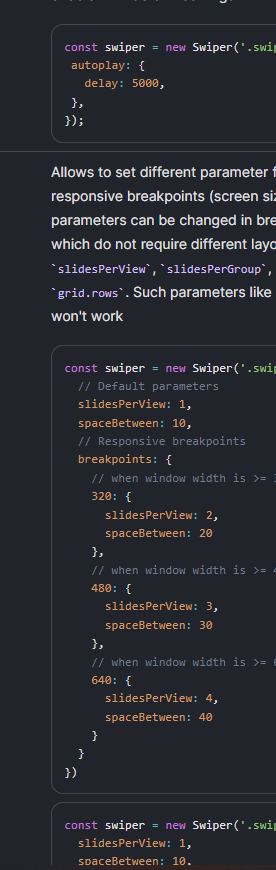 const swiper = new Swiper('.swip
autoplay: {
delay: 5000,
},
});
Allows to set different parameter f
responsive breakpoints (screen siz
parameters can be changed in bre
which do not require different layo
`slidesPerView`, `slidesPerGroup`,
`grid.rows`. Such parameters like
won't work
const swiper = new Swiper('.swip
// Default parameters
slidesPerView: 1,
spaceBetween: 10,
// Responsive breakpoints
breakpoints: {
// when window width is >= 3
320: {
slidesPerView: 2,
spaceBetween: 20
},
// when window width is >= 4
480: {
slidesPerView: 3,
spaceBetween: 30
},
// when window width is >= 6
640: {
slidesPerView: 4,
spaceBetween: 40
}
}
})
const swiper = new Swiper('.swip
slidesPerView: 1,
spaceBetween: 10,